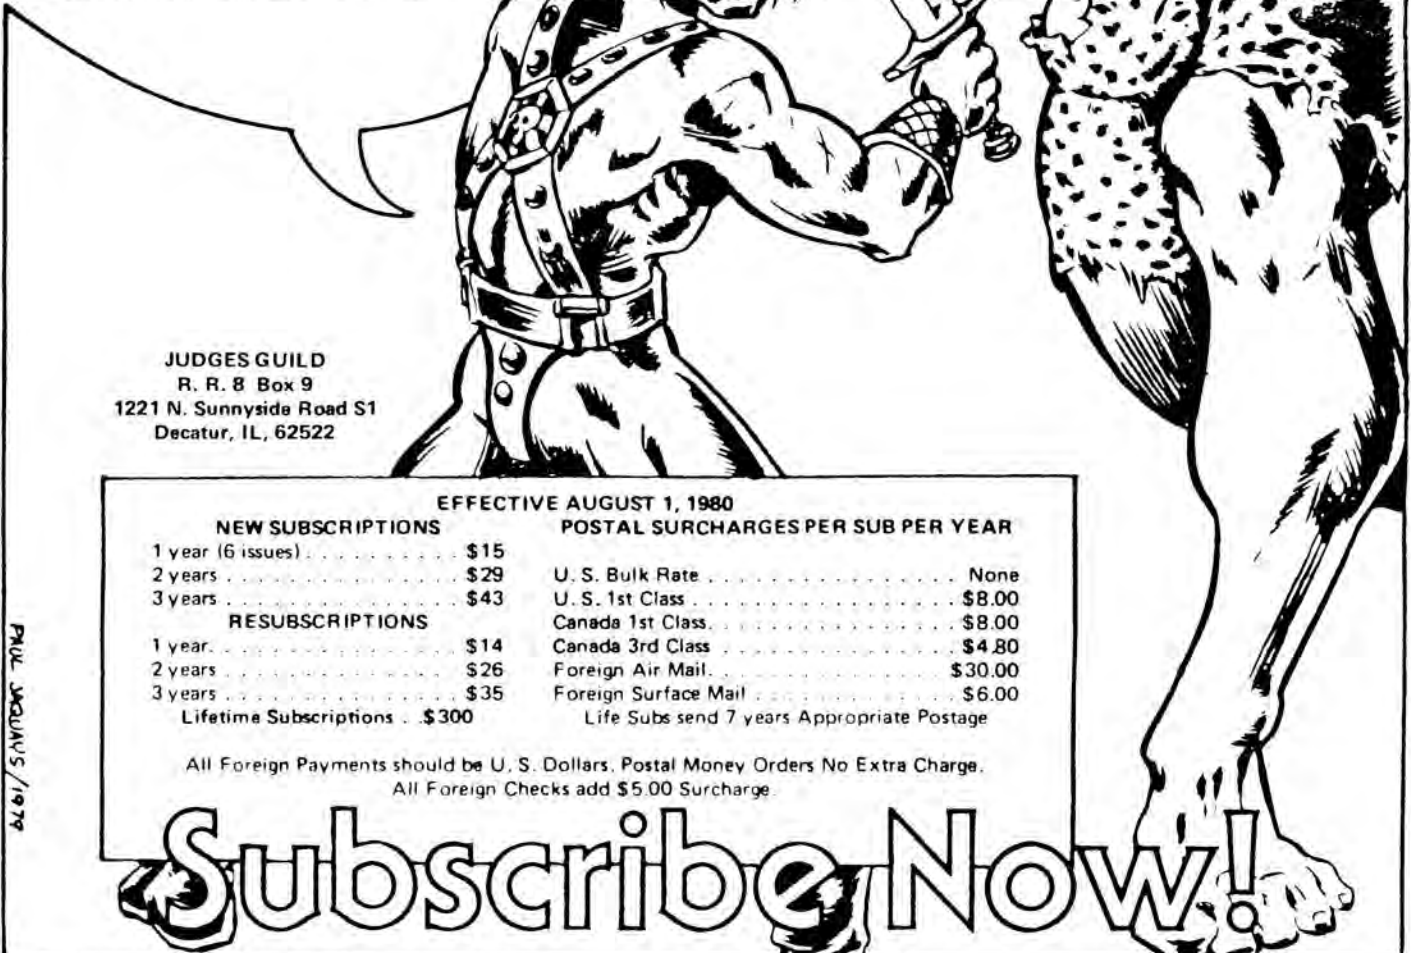 JUDGES GUILD
R. R. 8 Box 9
1221 N. Sunnyside Road S1
Decatur, IL, 62522
EFFECTIVE AUGUST 1, 1980
NEW SUBSCRIPTIONS
1 year (6 issues) . . . . . . . . . . $15
2 years . . . . . . . . . . . . . . . $29
3 years . . . . . . . . . . . . . . . $43
RESUBSCRIPTIONS
1 year. . . . . . . . . . . . . . . . $14
2 years . . . . . . . . . . . . . . . $26
3 years . . . . . . . . . . . . . . . $35
Lifetime Subscriptions . . $300
POSTAL SURCHARGES PER SUB PER YEAR
U. S. Bulk Rate . . . . . . . . . . . . . . . . None
U. S. 1st Class . . . . . . . . . . . . . . . . $8.00
Canada 1st Class. . . . . . . . . . . . . . . $8.00
Canada 3rd Class . . . . . . . . . . . . . . $4.80
Foreign Air Mail. . . . . . . . . . . . . . . $30.00
Foreign Surface Mail . . . . . . . . . . . . $6.00
Life Subs send 7 years Appropriate Postage
All Foreign Payments should be U. S. Dollars. Postal Money Orders No Extra Charge.
All Foreign Checks add $5.00 Surcharge.
Subscribe Now!
PAUL JAQUAYS/1979